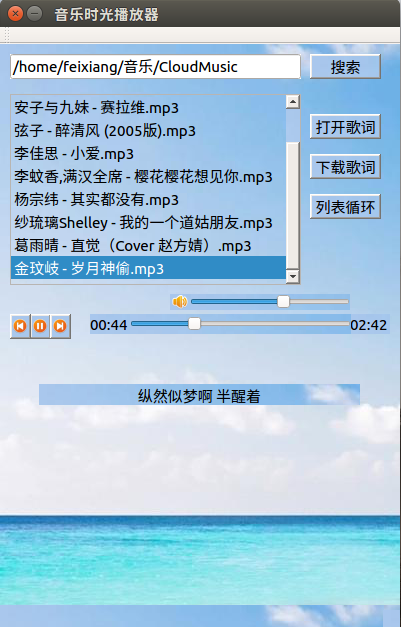 音乐时光播放器
/home/feixiang/音乐/CloudMusic
搜索
安子与九妹 - 赛拉维.mp3
弦子 - 醉清风 (2005版).mp3
李佳思 - 小爱.mp3
李蚊香,满汉全席 - 樱花樱花想见你.mp3
杨宗纬 - 其实都没有.mp3
纱琉璃Shelley - 我的一个道姑朋友.mp3
葛雨晴 - 直觉（Cover 赵方婧）.mp3
金玟岐 - 岁月神偷.mp3
打开歌词
下载歌词
列表循环
00:44
02:42
纵然似梦啊 半醒着